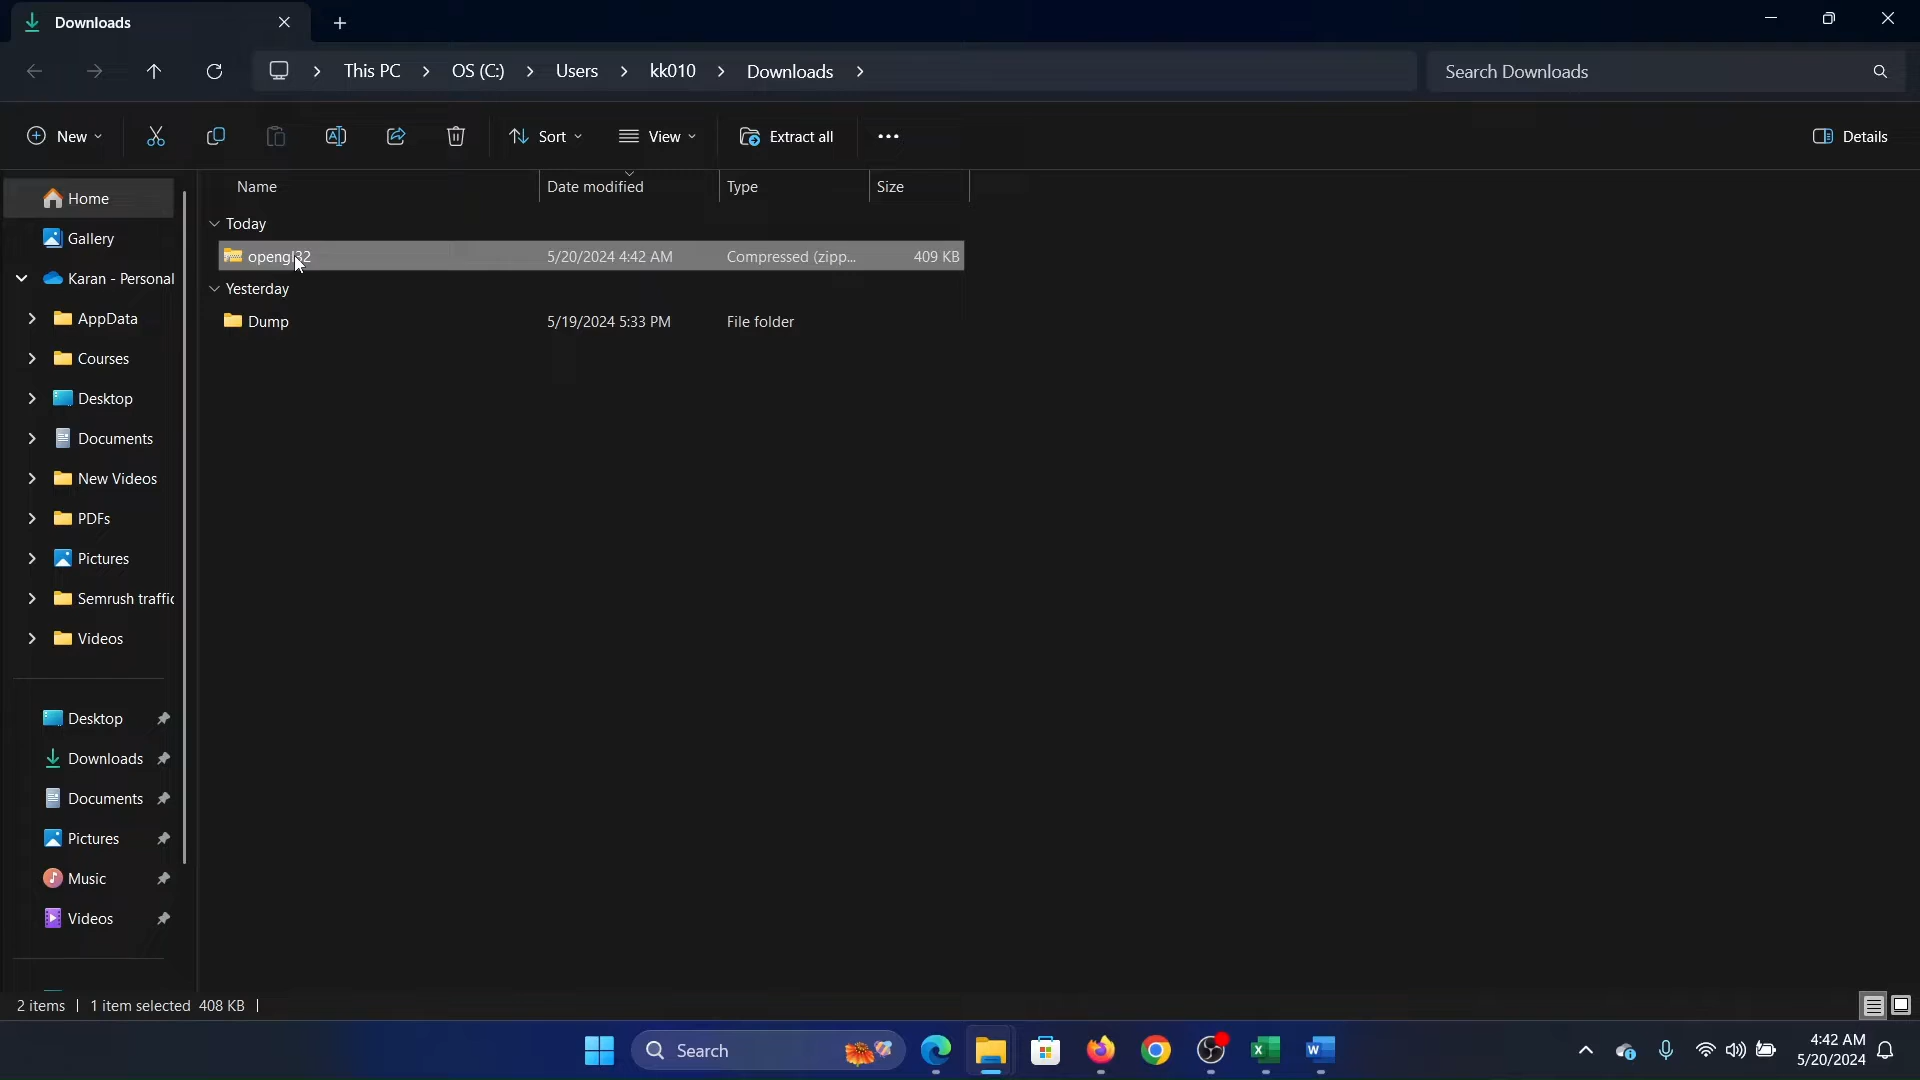 Downloads
This PC
OS (C:)
Users
kk010
Downloads
Search Downloads
New
Sort
View
Extract all
Details
Name
Date modified
Type
Size
Home
Gallery
Karan - Personal
AppData
Courses
Desktop
Documents
New Videos
PDFs
Pictures
Semrush traffic
Videos
Desktop
Downloads
Documents
Pictures
Music
Videos
Today
opengl32 5/20/2024 4:42 AM Compressed (zipp... 409 KB
Yesterday
Dump 5/19/2024 5:33 PM File folder
2 items | 1 item selected 408 KB |
Search
4:42 AM
5/20/2024